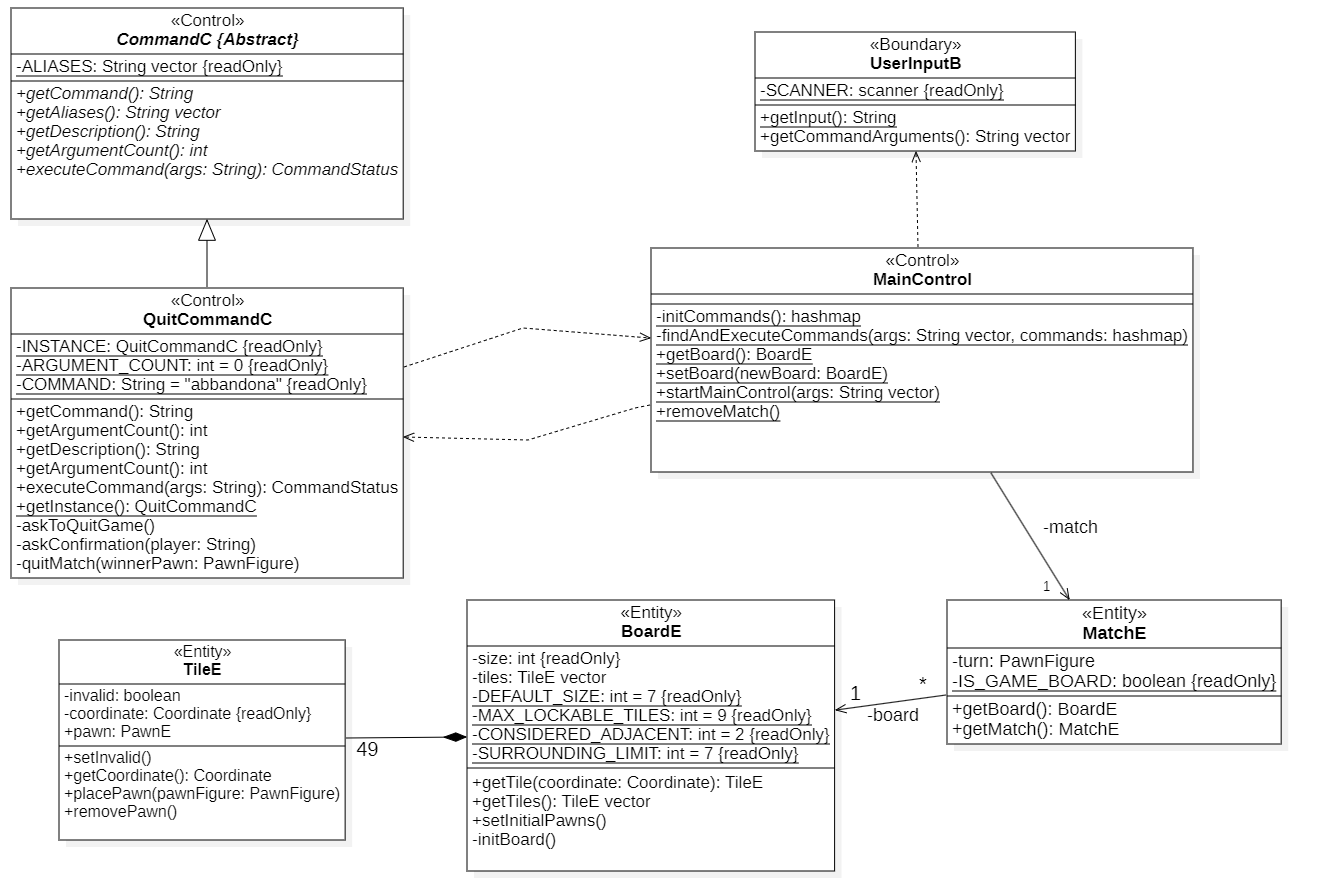 «Control»
CommandC {Abstract}
-ALIASES: String vector {readOnly}
+getCommand(): String
+getAliases(): String vector
+getDescription(): String
+getArgumentCount(): int
+executeCommand(args: String): CommandStatus
«Boundary»
UserInputB
-SCANNER: scanner {readOnly}
+getInput(): String
+getCommandArguments(): String vector
«Control»
QuitCommandC
-INSTANCE: QuitCommandC {readOnly}
-ARGUMENT_COUNT: int = 0 {readOnly}
-COMMAND: String = "abbandona" {readOnly}
+getCommand(): String
+getArgumentCount(): int
+getDescription(): String
+getArgumentCount(): int
+executeCommand(args: String): CommandStatus
+getInstance(): QuitCommandC
-askToQuitGame()
-askConfirmation(player: String)
-quitMatch(winnerPawn: PawnFigure)
«Control»
MainControl
-initCommands(): hashmap
-findAndExecuteCommands(args: String vector, commands: hashmap)
+getBoard(): BoardE
+setBoard(newBoard: BoardE)
+startMainControl(args: String vector)
+removeMatch()
-match
1
«Entity»
TileE
-invalid: boolean
-coordinate: Coordinate {readOnly}
+pawn: PawnE
+setInvalid()
+getCoordinate(): Coordinate
+placePawn(pawnFigure: PawnFigure)
+removePawn()
49
«Entity»
BoardE
-size: int {readOnly}
-tiles: TileE vector
-DEFAULT_SIZE: int = 7 {readOnly}
-MAX_LOCKABLE_TILES: int = 9 {readOnly}
-CONSIDERED_ADJACENT: int = 2 {readOnly}
-SURROUNDING_LIMIT: int = 7 {readOnly}
+getTile(coordinate: Coordinate): TileE
+getTiles(): TileE vector
+setInitialPawns()
-initBoard()
1
*
-board
«Entity»
MatchE
-turn: PawnFigure
-IS_GAME_BOARD: boolean {readOnly}
+getBoard(): BoardE
+getMatch(): MatchE